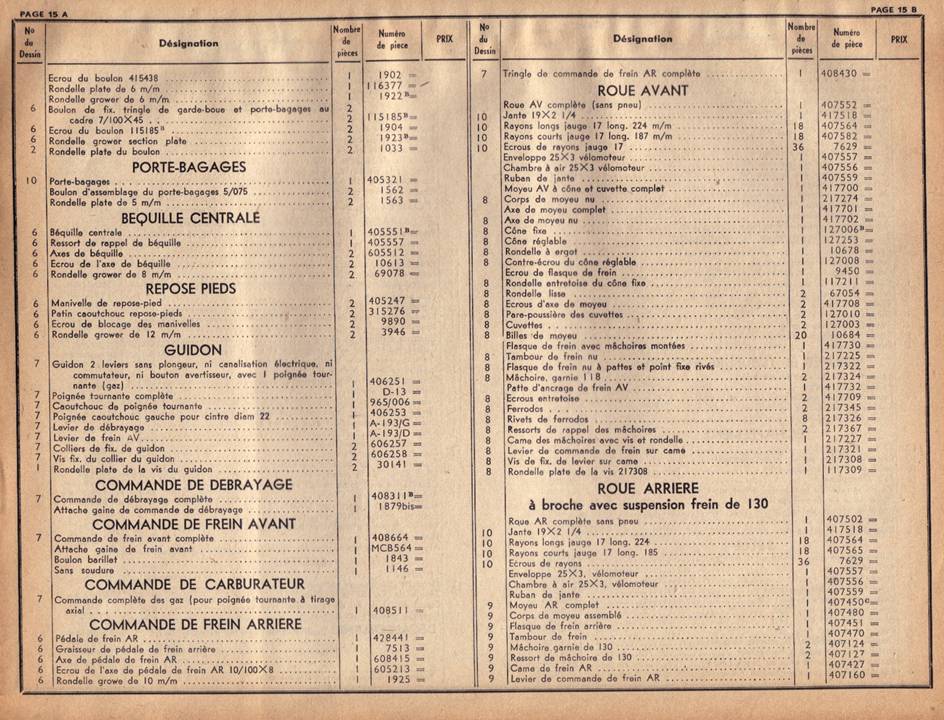 PAGE 15 A
No du Dessin Désignation Nombre de pièces Numéro de piece PRIX
Ecrou du boulon 415438 1 1902 =
Rondelle plate de 6 m/m 1 116377 =
Rondelle grower de 6 m/m 1 1922B=
6 Boulon de fix. tringle de garde-boue et porte-bagages au
cadre 7/100X45 2 115185B=
6 Ecrou du boulon 115185B 2 1904 =
6 Rondelle grower section plate 2 1923B=
2 Rondelle plate du boulon 2 1033 =
PORTE-BAGAGES
10 Porte-bagages 1 405321 =
Boulon d'assemblage du porte-bagages 5/075 2 1562 =
Rondelle plate de 5 m/m 2 1563 =
BEQUILLE CENTRALE
6 Béquille centrale 1 405551B=
6 Ressort de rappel de béquille 1 405557 =
6 Axes de béquille 2 605512 =
6 Ecrou de l'axe de béquille 2 10613 =
6 Rondelle grower de 8 m/m 2 69078 =
REPOSE PIEDS
6 Manivelle de repose-pied 2 405247 =
6 Patin caoutchouc repose-pieds 2 315276 =
6 Ecrou de blocage des manivelles 2 9890 =
6 Rondelle grower de 12 m/m 2 3946 =
GUIDON
7 Guidon 2 leviers sans plongeur, ni canalisation électrique, ni
commutateur, ni bouton avertisseur, avec 1 poignée tour-
nante (gaz) 1 406251 =
7 Poignée tournante complète 1 D-13 =
7 Caoutchouc de poignée tournante 1 965/006 =
7 Poignée caoutchouc gauche pour cintre diam 22 1 406253 =
7 Levier de débrayage 1 A-193/G =
7 Levier de frein AV 1 A-193/D =
7 Colliers de fix. de guidon 2 606257 =
7 Vis fix. du collier du guidon 2 606258 =
1 Rondelle plate de la vis du guidon 2 30141 =
COMMANDE DE DEBRAYAGE
7 Commande de débrayage complète 1 408311B=
Attache gaine de commande de débrayage 1 1879bis=
COMMANDE DE FREIN AVANT
7 Commande de frein avant complète 1 408664 =
Attache gaine de frein avant 1 MCB564 =
Boulon barillet 1 1843 =
Sans soudure 1 1146 =
COMMANDE DE CARBURATEUR
7 Commande complète des gaz (pour poignée tournante à tirage
axial 1 408511 =
COMMANDE DE FREIN ARRIERE
6 Pédale de frein AR 1 428441 =
6 Graisseur de pédale de frein arrière 1 7513 =
6 Axe de pédale de frein AR 1 608415 =
6 Ecrou de l'axe de pédale de frein AR 10/100X8 1 605213 =
6 Rondelle growe de 10 m/m 1 1925 =
PAGE 15 B
No du Dessin Désignation Nombre de pièces Numéro de pièce PRIX
7 Tringle de commande de frein AR complète 1 408430 =
ROUE AVANT
Roue AV complète (sans pneu) 1 407552 =
10 Jante 19X2 1/4 1 417518 =
10 Rayons longs jauge 17 long. 224 m/m 18 407564 =
10 Rayons courts jauge 17 long. 187 m/m 18 407582 =
10 Ecrous de rayons jauge 17 36 7629 =
Enveloppe 25X3 vélomoteur 1 407557 =
Chambre à air 25X3 vélomoteur 1 407556 =
Ruban de jante 1 407559 =
Moyeu AV à cône et cuvette complet 1 417700 =
8 Corps de moyeu nu 1 217274 =
Axe de moyeu complet 1 417701 =
8 Axe de moyeu nu 1 417702 =
8 Cône fixe 1 127006B=
8 Cône réglable 1 127253 =
8 Rondelle à ergot 1 10678 =
8 Contre-écrou du cône réglable 1 127008 =
Ecrou de flasque de frein 1 9450 =
8 Rondelle entretoise du cône fixe 1 117211 =
8 Rondelle lisse 2 67054 =
8 Ecrous d'axe de moyeu 2 417708 =
8 Pare-poussière des cuvettes 2 127010 =
8 Cuvettes 2 127003 =
8 Billes de moyeu 20 10684 =
Flasque de frein avec mâchoires montées 1 417730 =
8 Tambour de frein nu 1 217225 =
8 Flasque de frein nu à pattes et point fixe rivés 1 217322 =
8 Mâchoire, garnie 118 2 217324 =
Patte d'ancrage de frein AV 1 417732 =
8 Ecrous entretoise 2 417709 =
8 Ferrodos 2 217345 =
8 Rivets de ferrodos 8 217326 =
8 Ressorts de rappel des mâchoires 2 217367 =
8 Came des mâchoires avec vis et rondelle 1 217227 =
8 Levier de commande de frein sur came 1 217321 =
8 Vis de fix. de levier sur came 1 217308 =
8 Rondelle plate de la vis 217308 1 117309 =
ROUE ARRIERE
à broche avec suspension frein de 130
Roue AR complète sans pneu 1 407502 =
10 Jante 19X2 1/4 1 417518 =
10 Rayons longs jauge 17 long. 224 18 407564 =
10 Rayons courts jauge 17 long. 185 18 407565 =
10 Ecrous de rayons 36 7629 =
Enveloppe 25X3, vélomoteur 1 407557 =
Chambre à air 25X3, vélomoteur 1 407556 =
Ruban de jante 1 407559 =
9 Moyeu AR complet 1 407450G=
9 Corps de moyeu assemblé 1 407480 =
9 Flasque de frein arrière 1 407451 =
9 Tambour de frein 1 407470 =
9 Mâchoire garnie de 130 2 407124 =
9 Ressort de mâchoire de 130 2 407127 =
9 Came de frein AR 1 407427 =
9 Levier de commande de frein AR 1 407160 =